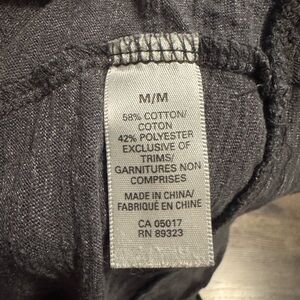 M/M
58% COTTON/
COTON
42% POLYESTER
EXCLUSIVE OF
TRIMS/
GARNITURES NON
COMPRISES
MADE IN CHINA/
FABRIQUÉ EN CHINE
CA 05017
RN 89323